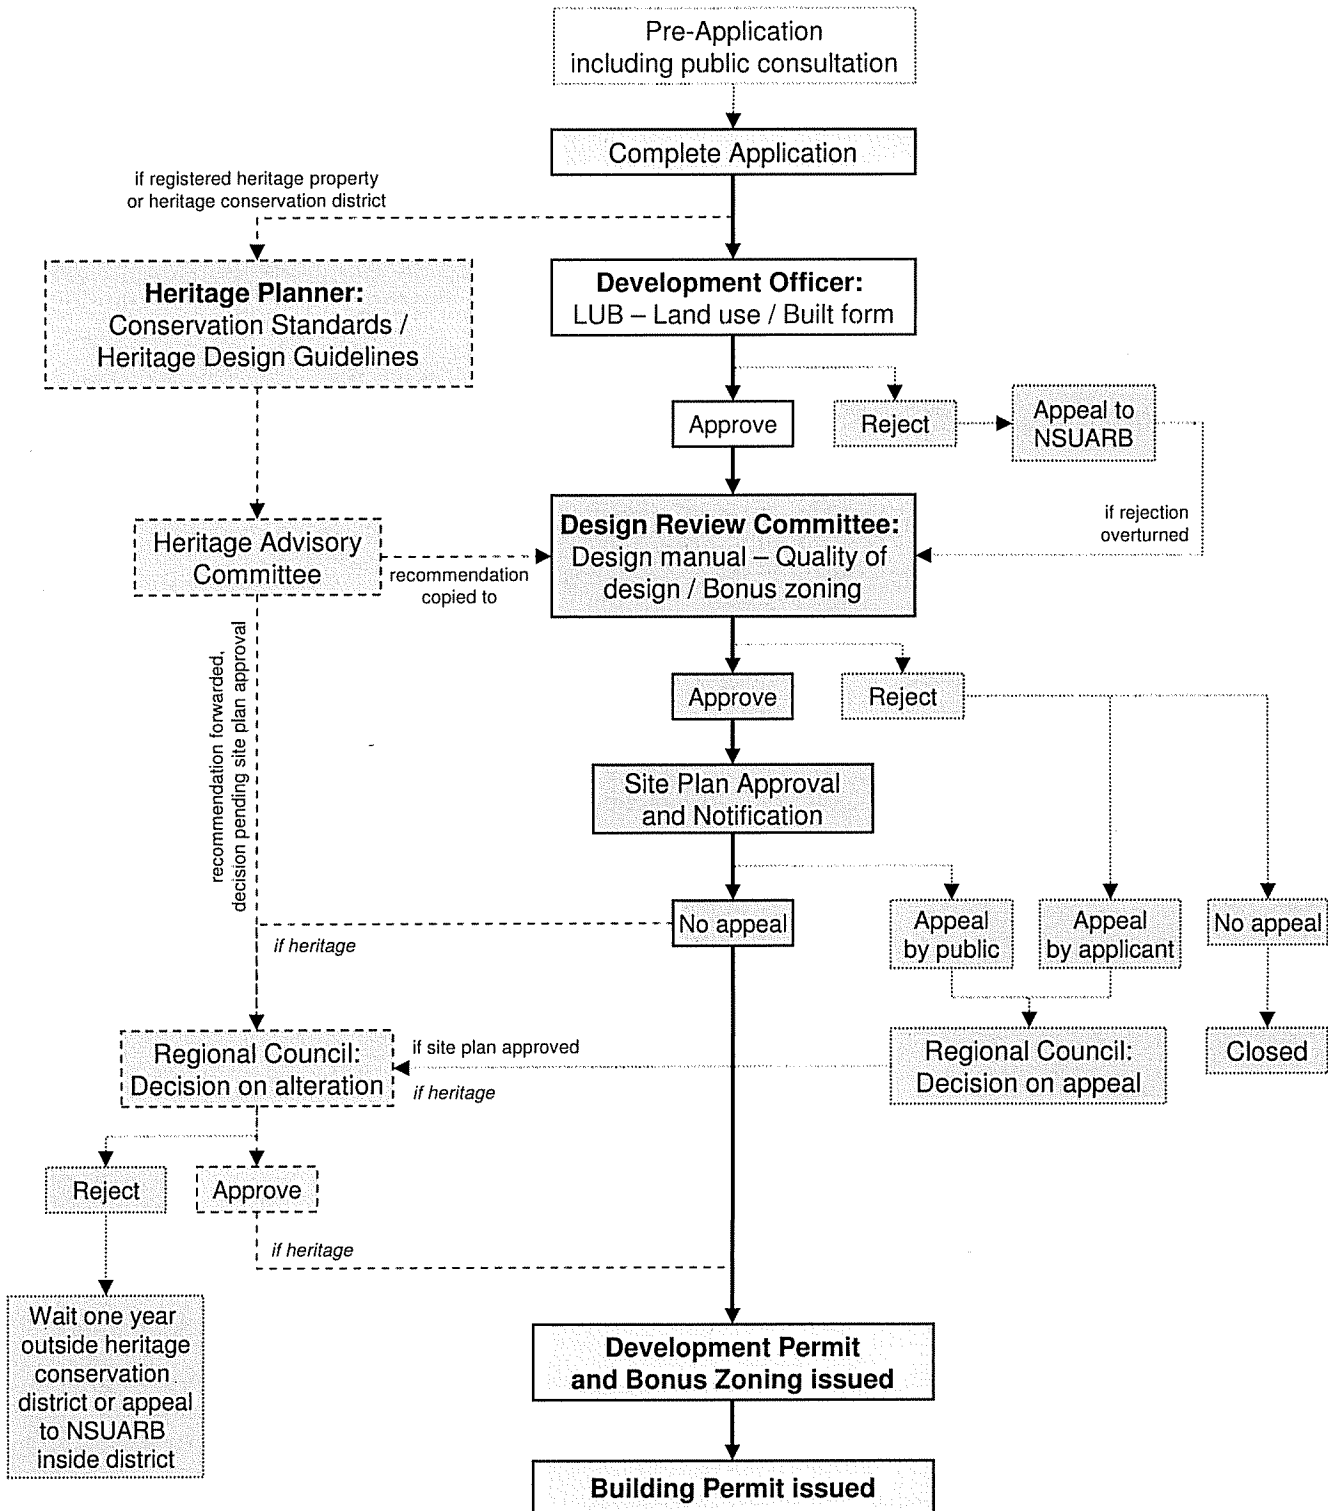 Pre-Application
including public consultation
Complete Application
if registered heritage property
or heritage conservation district
Heritage Planner:
Conservation Standards /
Heritage Design Guidelines
Development Officer:
LUB – Land use / Built form
Approve
Reject
Appeal to
NSUARB
if rejection
overturned
Heritage Advisory
Committee
recommendation
copied to
Design Review Committee:
Design manual – Quality of
design / Bonus zoning
recommendation forwarded,
decision pending site plan approval
Approve
Reject
Site Plan Approval
and Notification
No appeal
if heritage
Appeal
by public
Appeal
by applicant
No appeal
Regional Council:
Decision on alteration
if site plan approved
if heritage
Regional Council:
Decision on appeal
Closed
Reject
Approve
if heritage
Wait one year
outside heritage
conservation
district or appeal
to NSUARB
inside district
Development Permit
and Bonus Zoning issued
Building Permit issued